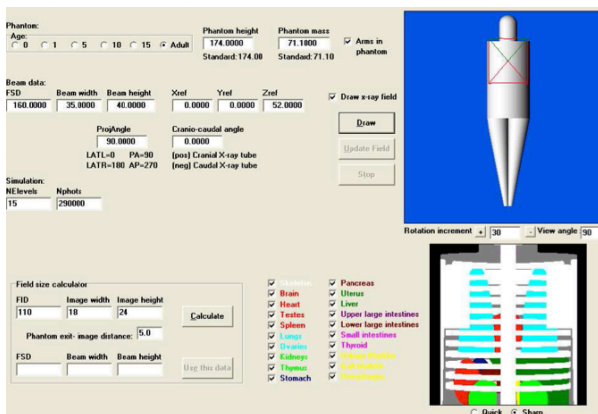 Phantom:
Age:
0 1 5 10 15 Adult
Phantom height Phantom mass
174.0000 71.1000
Standard:174.00 Standard:71.10
Arms in phantom
Beam data:
FSD Beam width Beam height Xref Yref Zref
160.0000 35.0000 40.0000 0.0000 0.0000 52.0000
Draw x-ray field
ProjAngle Cranio-caudal angle
90.0000 0.0000
LATL=0 PA=90 (pos) Cranial X-ray tube
LATR=180 AP=270 (neg) Caudal X-ray tube
Draw
Update Field
Stop
Simulation:
NElevels Nphots
15 290000
Rotation increment + 30 - View angle 90
Field size calculator
FID Image width Image height
110 18 24
Calculate
Phantom exit- image distance: 5.0
FSD Beam width Beam height
Use this data
Skeleton Pancreas
Brain Uterus
Heart Liver
Testes Upper large intestines
Spleen Lower large intestines
Lungs Small intestines
Ovaries Thyroid
Kidneys
Thymus
Stomach
Quick Sharp